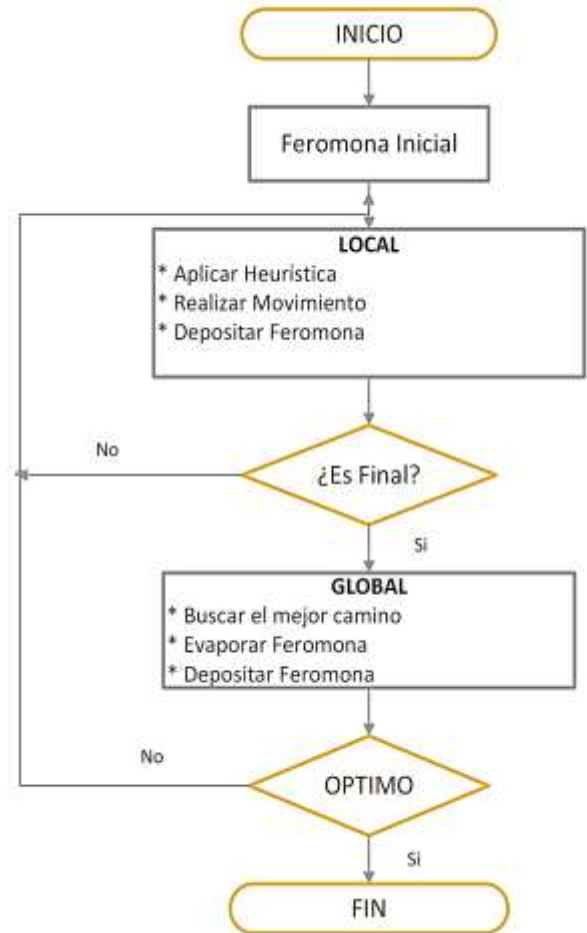 INICIO
Feromona Inicial
LOCAL
* Aplicar Heurística
* Realizar Movimiento
* Depositar Feromona
¿Es Final?
No
Si
GLOBAL
* Buscar el mejor camino
* Evaporar Feromona
* Depositar Feromona
OPTIMO
No
Si
FIN